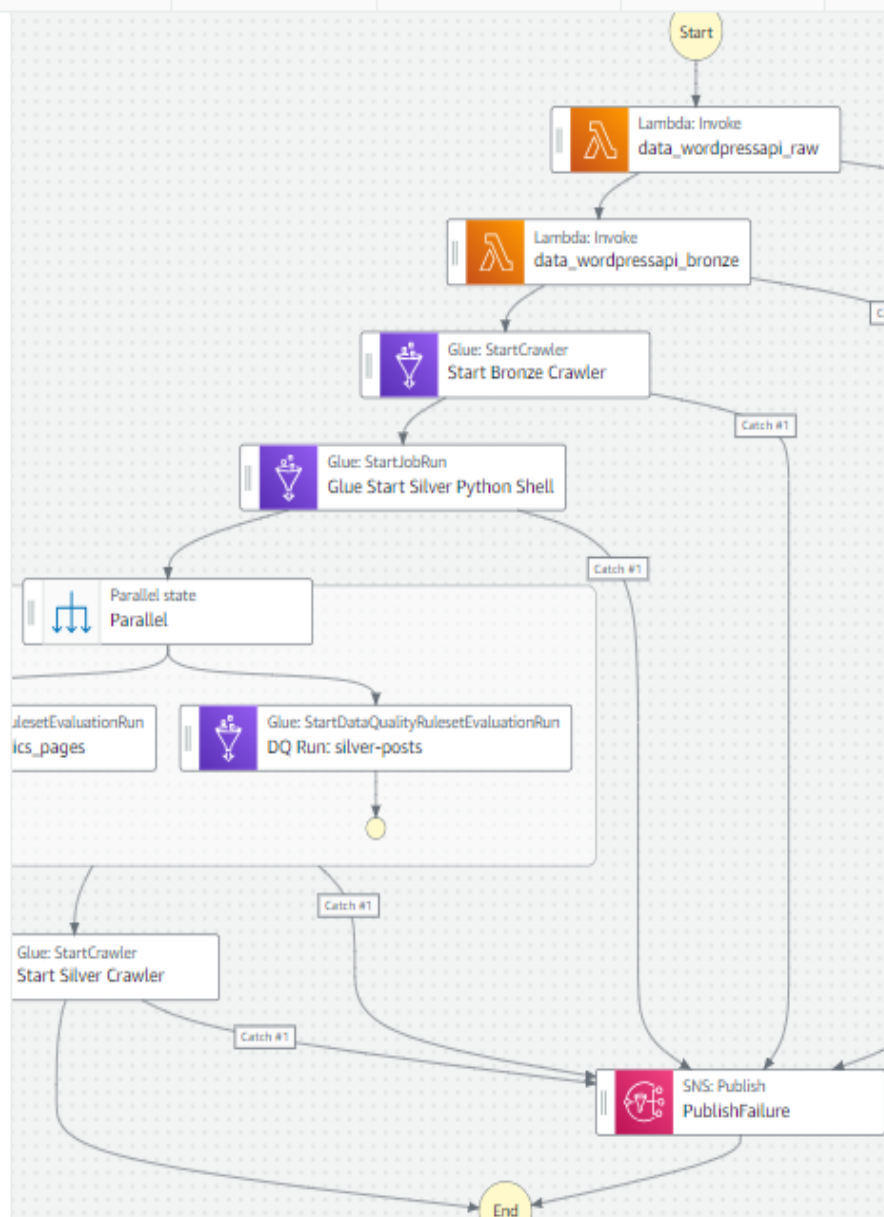 Start
Lambda: Invoke
data_wordpressapi_raw
Lambda: Invoke
data_wordpressapi_bronze
Glue: StartCrawler
Start Bronze Crawler
Catch #1
Glue: StartJobRun
Glue Start Silver Python Shell
Catch #1
Parallel state
Parallel
ulesetEvaluationRun
ics_pages
Glue: StartDataQualityRulesetEvaluationRun
DQ Run: silver-posts
Catch #1
Glue: StartCrawler
Start Silver Crawler
Catch #1
SNS: Publish
PublishFailure
End